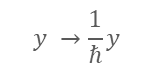 y → 1/ħ y